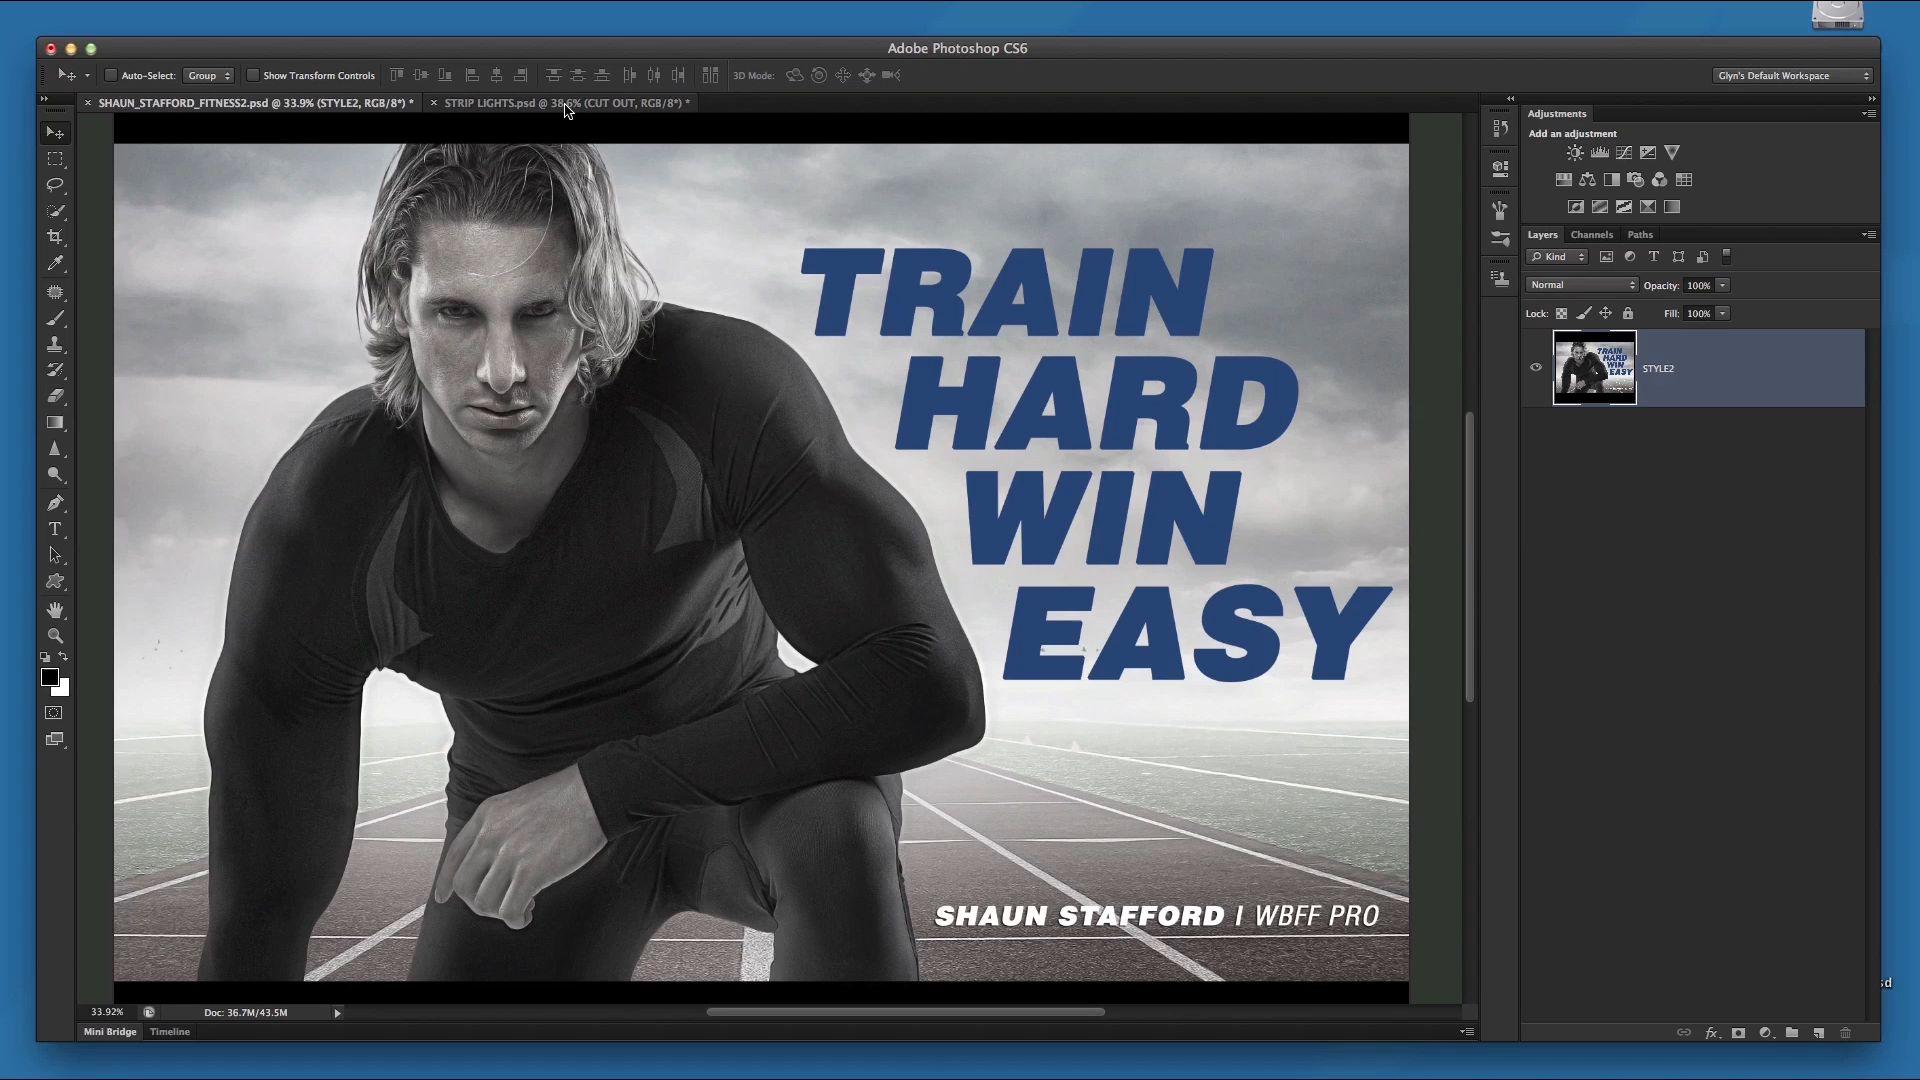 Adobe Photoshop CS6
Auto-Select: Group Show Transform Controls 3D Mode: Glyn's Default Workspace
× SHAUN_STAFFORD_FITNESS2.psd @ 33.9% (STYLE2, RGB/8*) * × STRIP LIGHTS.psd @ 38.6% (CUT OUT, RGB/8*) *
Adjustments
Add an adjustment
Layers Channels Paths
Kind
Normal Opacity: 100%
Lock: Fill: 100%
STYLE2
TRAIN
HARD
WIN
EASY
SHAUN STAFFORD I WBFF PRO
sd
33.92% Doc: 36.7M/43.5M
Mini Bridge Timeline